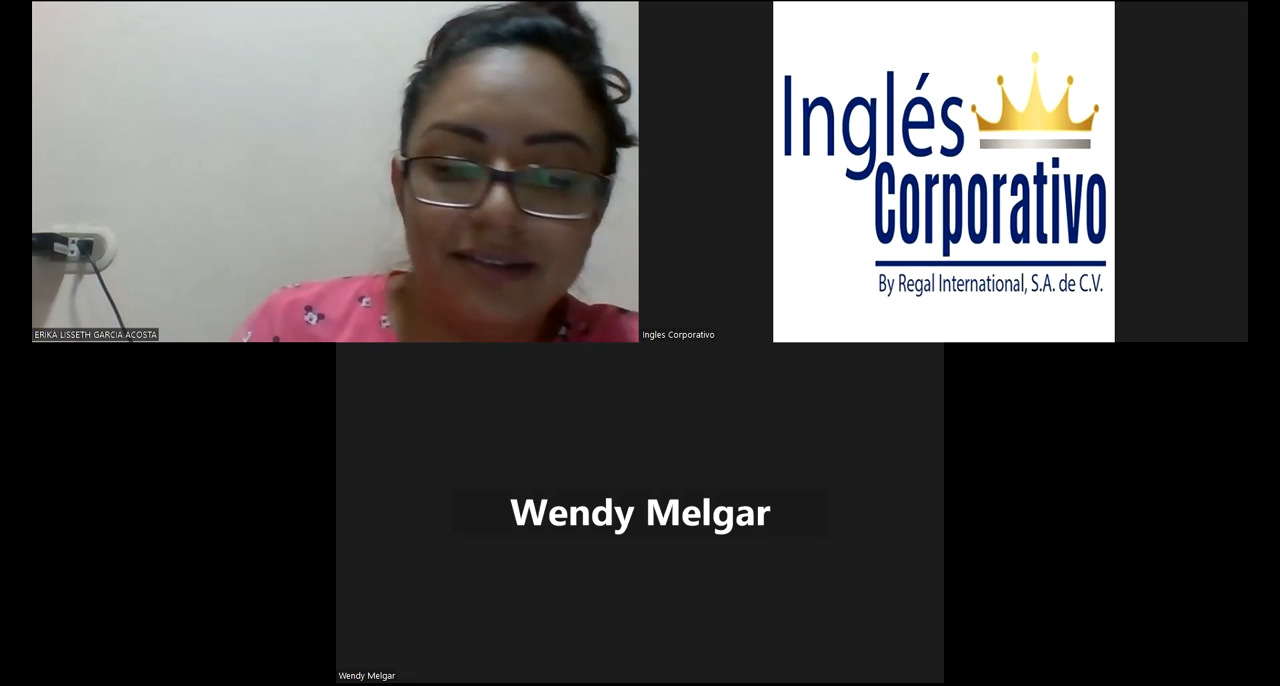 Inglés
Corporativo
By Regal International, S.A. de C.V.
ERIKA LISSETH GARCIA ACOSTA
Ingles Corporativo
Wendy Melgar
Wendy Melgar